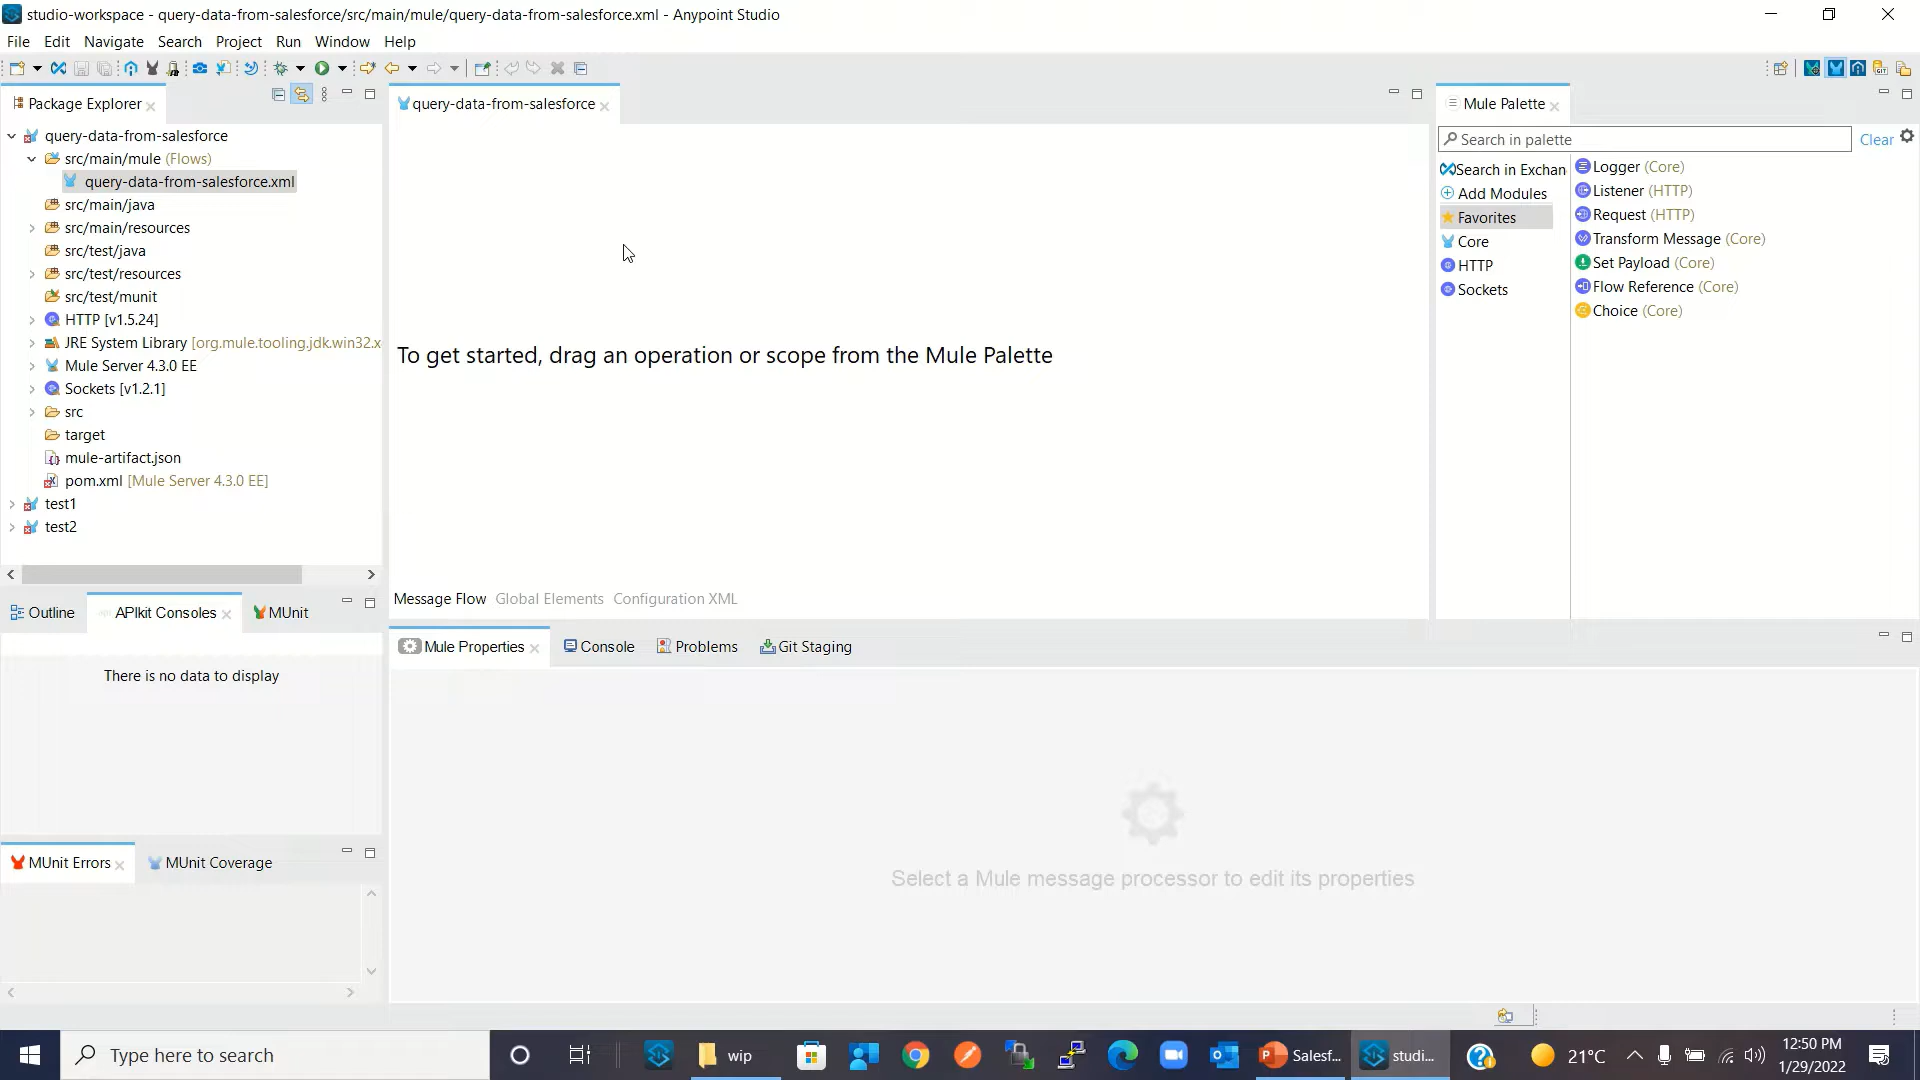 studio-workspace - query-data-from-salesforce/src/main/mule/query-data-from-salesforce.xml - Anypoint Studio
File Edit Navigate Search Project Run Window Help
Package Explorer
query-data-from-salesforce
src/main/mule (Flows)
query-data-from-salesforce.xml
src/main/java
src/main/resources
src/test/java
src/test/resources
src/test/munit
HTTP [v1.5.24]
JRE System Library [org.mule.tooling.jdk.win32.x
Mule Server 4.3.0 EE
Sockets [v1.2.1]
src
target
mule-artifact.json
pom.xml [Mule Server 4.3.0 EE]
test1
test2
query-data-from-salesforce
To get started, drag an operation or scope from the Mule Palette
Message Flow Global Elements Configuration XML
Mule Palette
Search in palette
Clear
Search in Exchan
Add Modules
Favorites
Core
HTTP
Sockets
Logger (Core)
Listener (HTTP)
Request (HTTP)
Transform Message (Core)
Set Payload (Core)
Flow Reference (Core)
Choice (Core)
Outline APIkit Consoles MUnit
There is no data to display
MUnit Errors MUnit Coverage
Mule Properties Console Problems Git Staging
Select a Mule message processor to edit its properties
Type here to search
wip
Salesf...
studi...
21°C
12:50 PM
1/29/2022